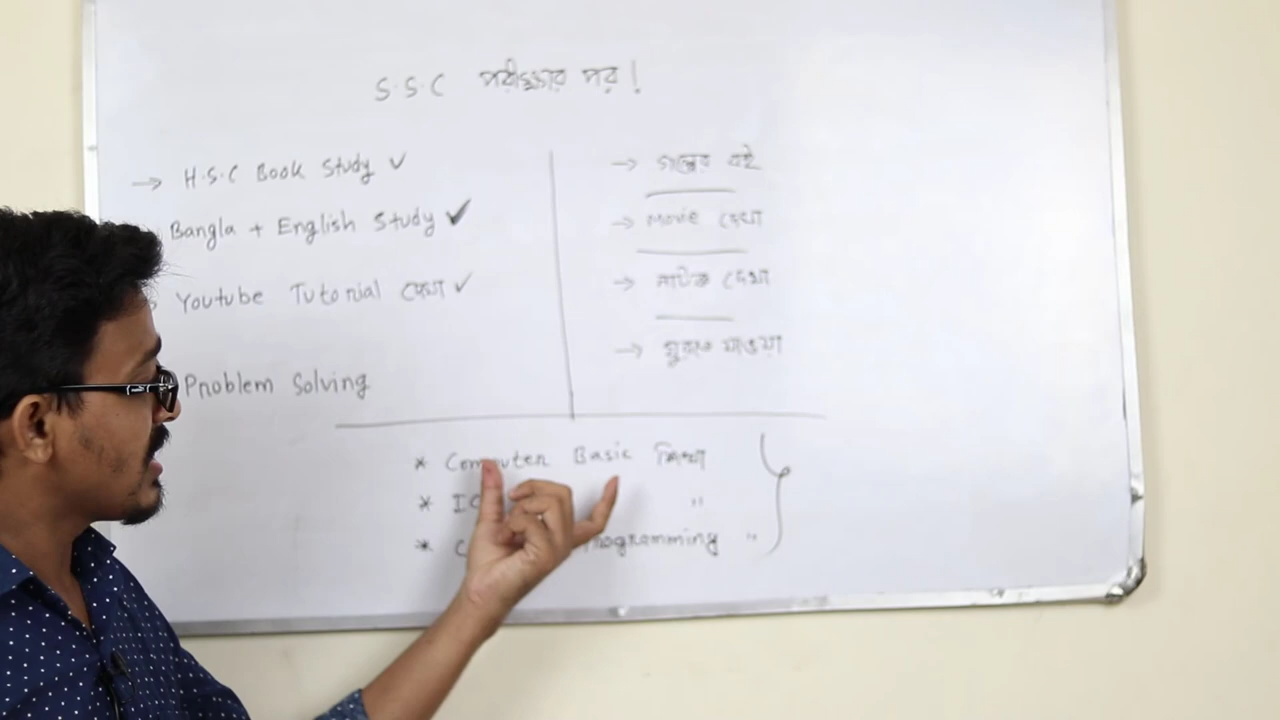 S.S.C পরীক্ষার পর!
→ H.S.C Book Study ✓
Bangla + English Study ✓
Youtube Tutorial দেখা ✓
Problem Solving
→ গল্পের বই
→ Movie দেখা
→ নাটক দেখা
→ ঘুরতে যাওয়া
* Computer Basic শিখা
* "
* Programming "